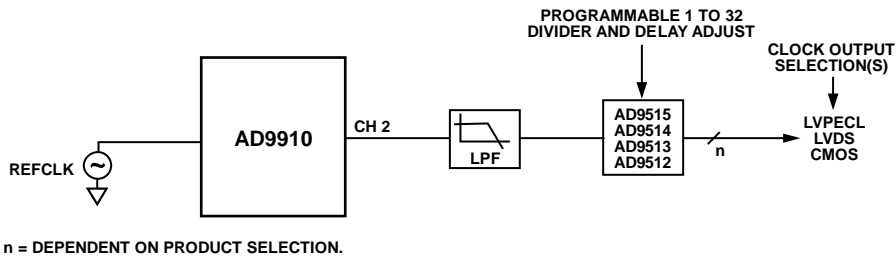 PROGRAMMABLE 1 TO 32
DIVIDER AND DELAY ADJUST
CLOCK OUTPUT
SELECTION(S)
REFCLK
~
AD9910
CH 2
LPF
AD9515
AD9514
AD9513
AD9512
n
LVPECL
LVDS
CMOS
n = DEPENDENT ON PRODUCT SELECTION.